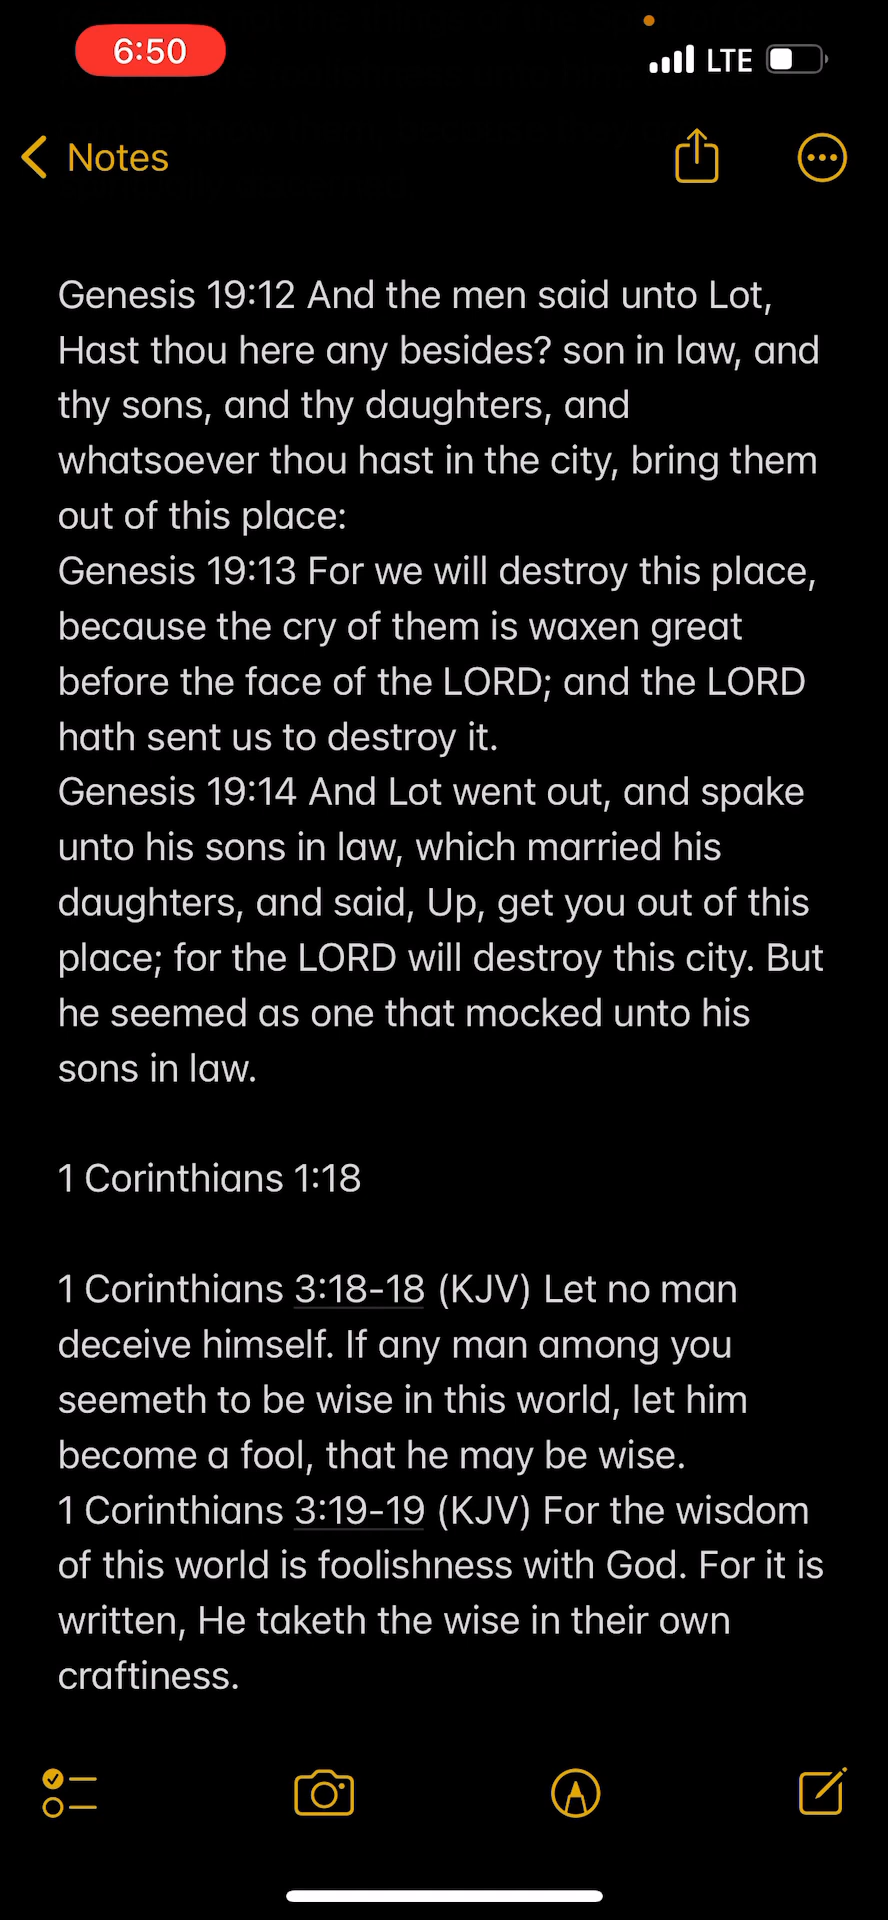 6:50
LTE
Notes
Genesis 19:12 And the men said unto Lot,
Hast thou here any besides? son in law, and
thy sons, and thy daughters, and
whatsoever thou hast in the city, bring them
out of this place:
Genesis 19:13 For we will destroy this place,
because the cry of them is waxen great
before the face of the LORD; and the LORD
hath sent us to destroy it.
Genesis 19:14 And Lot went out, and spake
unto his sons in law, which married his
daughters, and said, Up, get you out of this
place; for the LORD will destroy this city. But
he seemed as one that mocked unto his
sons in law.
1 Corinthians 1:18
1 Corinthians 3:18-18 (KJV) Let no man
deceive himself. If any man among you
seemeth to be wise in this world, let him
become a fool, that he may be wise.
1 Corinthians 3:19-19 (KJV) For the wisdom
of this world is foolishness with God. For it is
written, He taketh the wise in their own
craftiness.